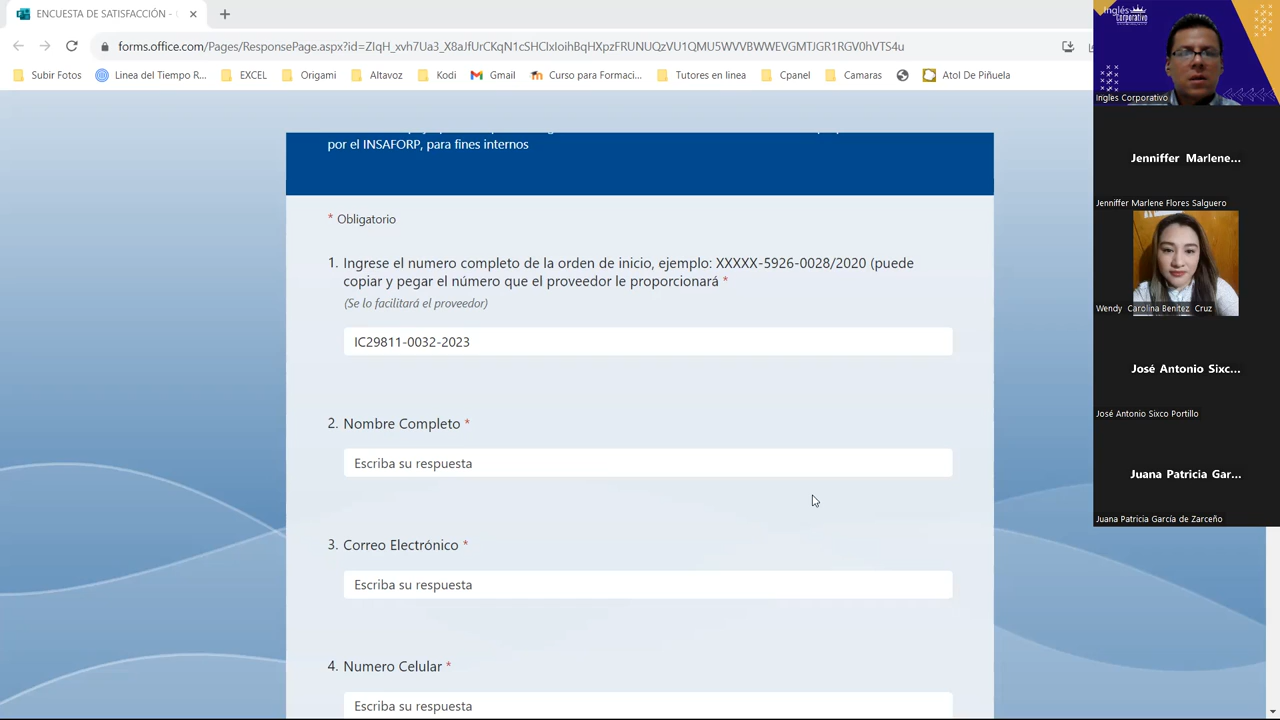 ENCUESTA DE SATISFACCIÓN -
forms.office.com/Pages/ResponsePage.aspx?id=ZIqH_xvh7Ua3_X8aJfUrCKqN1cSHCIxIoIhBqHXpzFRUNUQzVU1QMU5WVVBWWEVGMTJGR1RGV0hVTS4u
Subir Fotos
Linea del Tiempo R...
EXCEL
Origami
Altavoz
Kodi
Gmail
Curso para Formaci...
Tutores en linea
Cpanel
Camaras
Atol De Piñuela
por el INSAFORP, para fines internos
* Obligatorio
1. Ingrese el numero completo de la orden de inicio, ejemplo: XXXXX-5926-0028/2020 (puede
copiar y pegar el número que el proveedor le proporcionará *
(Se lo facilitará el proveedor)
IC29811-0032-2023
2. Nombre Completo *
Escriba su respuesta
3. Correo Electrónico *
Escriba su respuesta
4. Numero Celular *
Escriba su respuesta
Inglés
Corporativo
Ingles Corporativo
Jenniffer Marlene...
Jenniffer Marlene Flores Salguero
Wendy Carolina Benitez Cruz
José Antonio Sixc...
José Antonio Sixco Portillo
Juana Patricia Gar...
Juana Patricia García de Zarceño